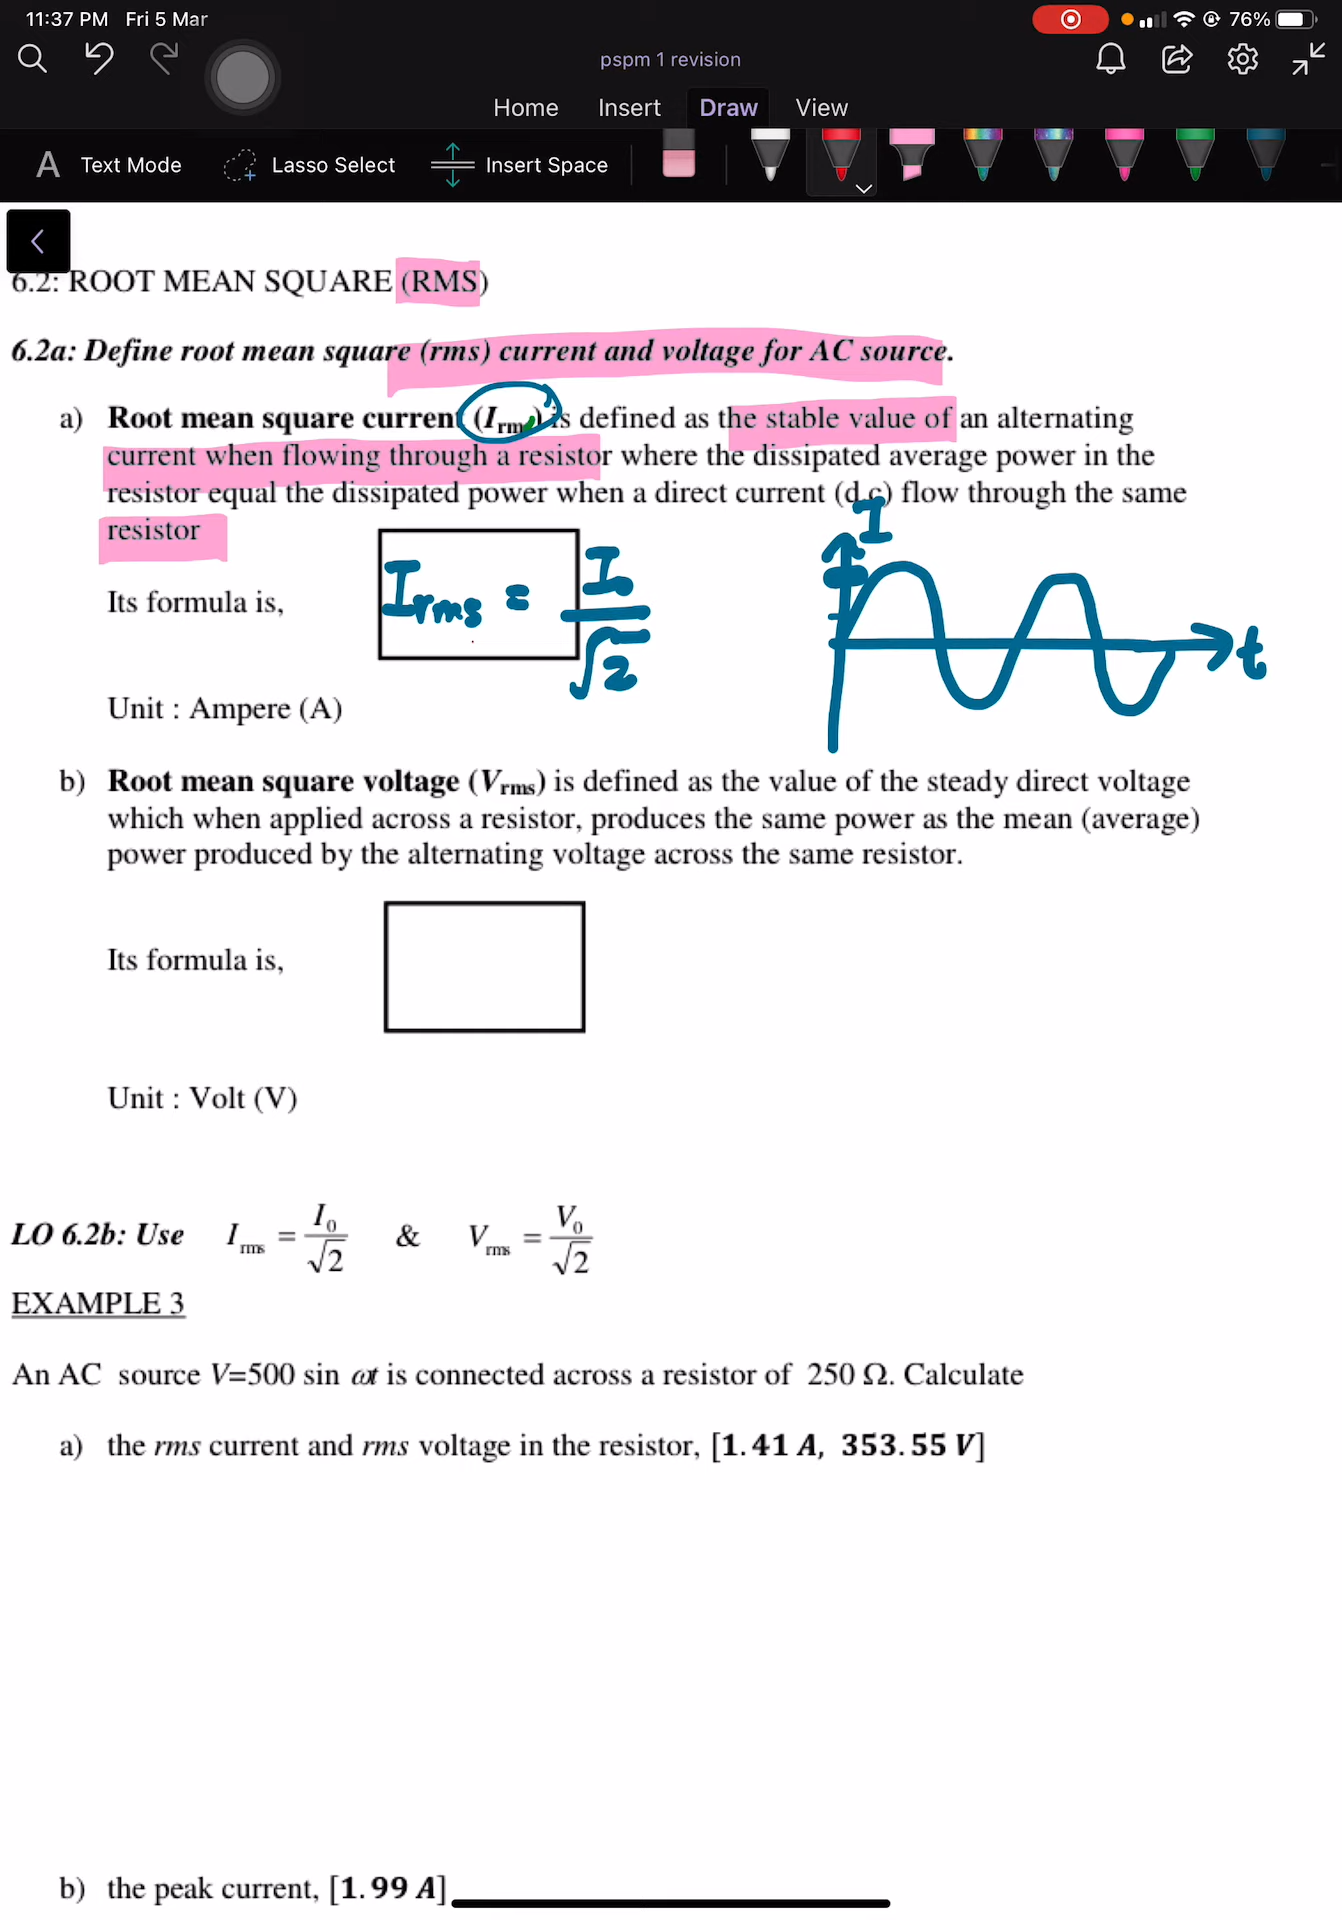 11:37 PM Fri 5 Mar
76%
pspm 1 revision
Home Insert Draw View
A Text Mode Lasso Select Insert Space
6.2: ROOT MEAN SQUARE (RMS)
6.2a: Define root mean square (rms) current and voltage for AC source.
a) Root mean square current (Irms) is defined as the stable value of an alternating
current when flowing through a resistor where the dissipated average power in the
resistor equal the dissipated power when a direct current (d.c) flow through the same
resistor
I
Its formula is,
Irms = I₀/√2
t
Unit : Ampere (A)
b) Root mean square voltage (Vrms) is defined as the value of the steady direct voltage
which when applied across a resistor, produces the same power as the mean (average)
power produced by the alternating voltage across the same resistor.
Its formula is,
Unit : Volt (V)
LO 6.2b: Use Irms = I0/√2 & Vrms = V0/√2
EXAMPLE 3
An AC source V=500 sin ωt is connected across a resistor of 250 Ω. Calculate
a) the rms current and rms voltage in the resistor, [1.41 A, 353.55 V]
b) the peak current, [1.99 A]